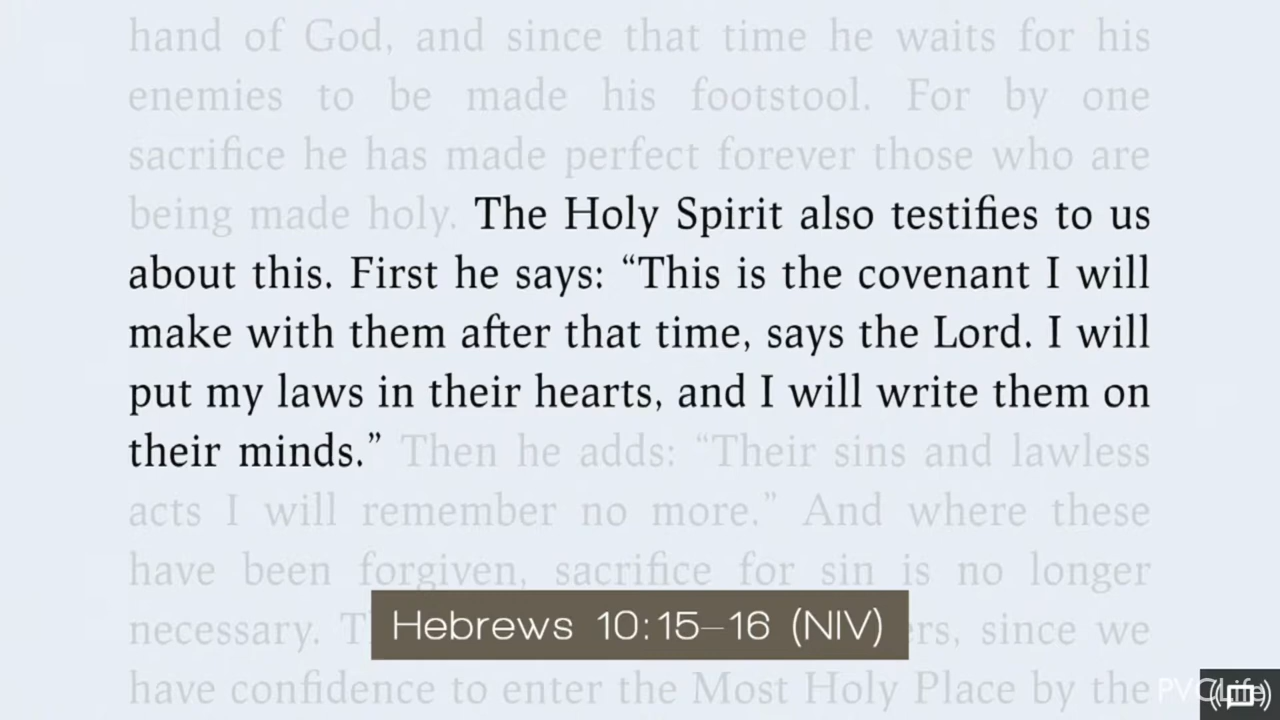 hand of God, and since that time he waits for his
enemies to be made his footstool. For by one
sacrifice he has made perfect forever those who are
being made holy. The Holy Spirit also testifies to us
about this. First he says: “This is the covenant I will
make with them after that time, says the Lord. I will
put my laws in their hearts, and I will write them on
their minds.” Then he adds: “Their sins and lawless
acts I will remember no more.” And where these
have been forgiven, sacrifice for sin is no longer
necessary. since we
Hebrews 10:15–16 (NIV)
have confidence to enter the Most Holy Place by the